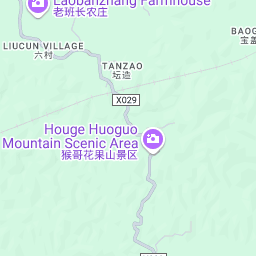 Laobanzhang Farmhouse
老班长农庄
BAOG
宝盖
LIUCUN VILLAGE
六村
TANZAO
坛造
X029
Houge Huoguo
Mountain Scenic Area
猴哥花果山景区